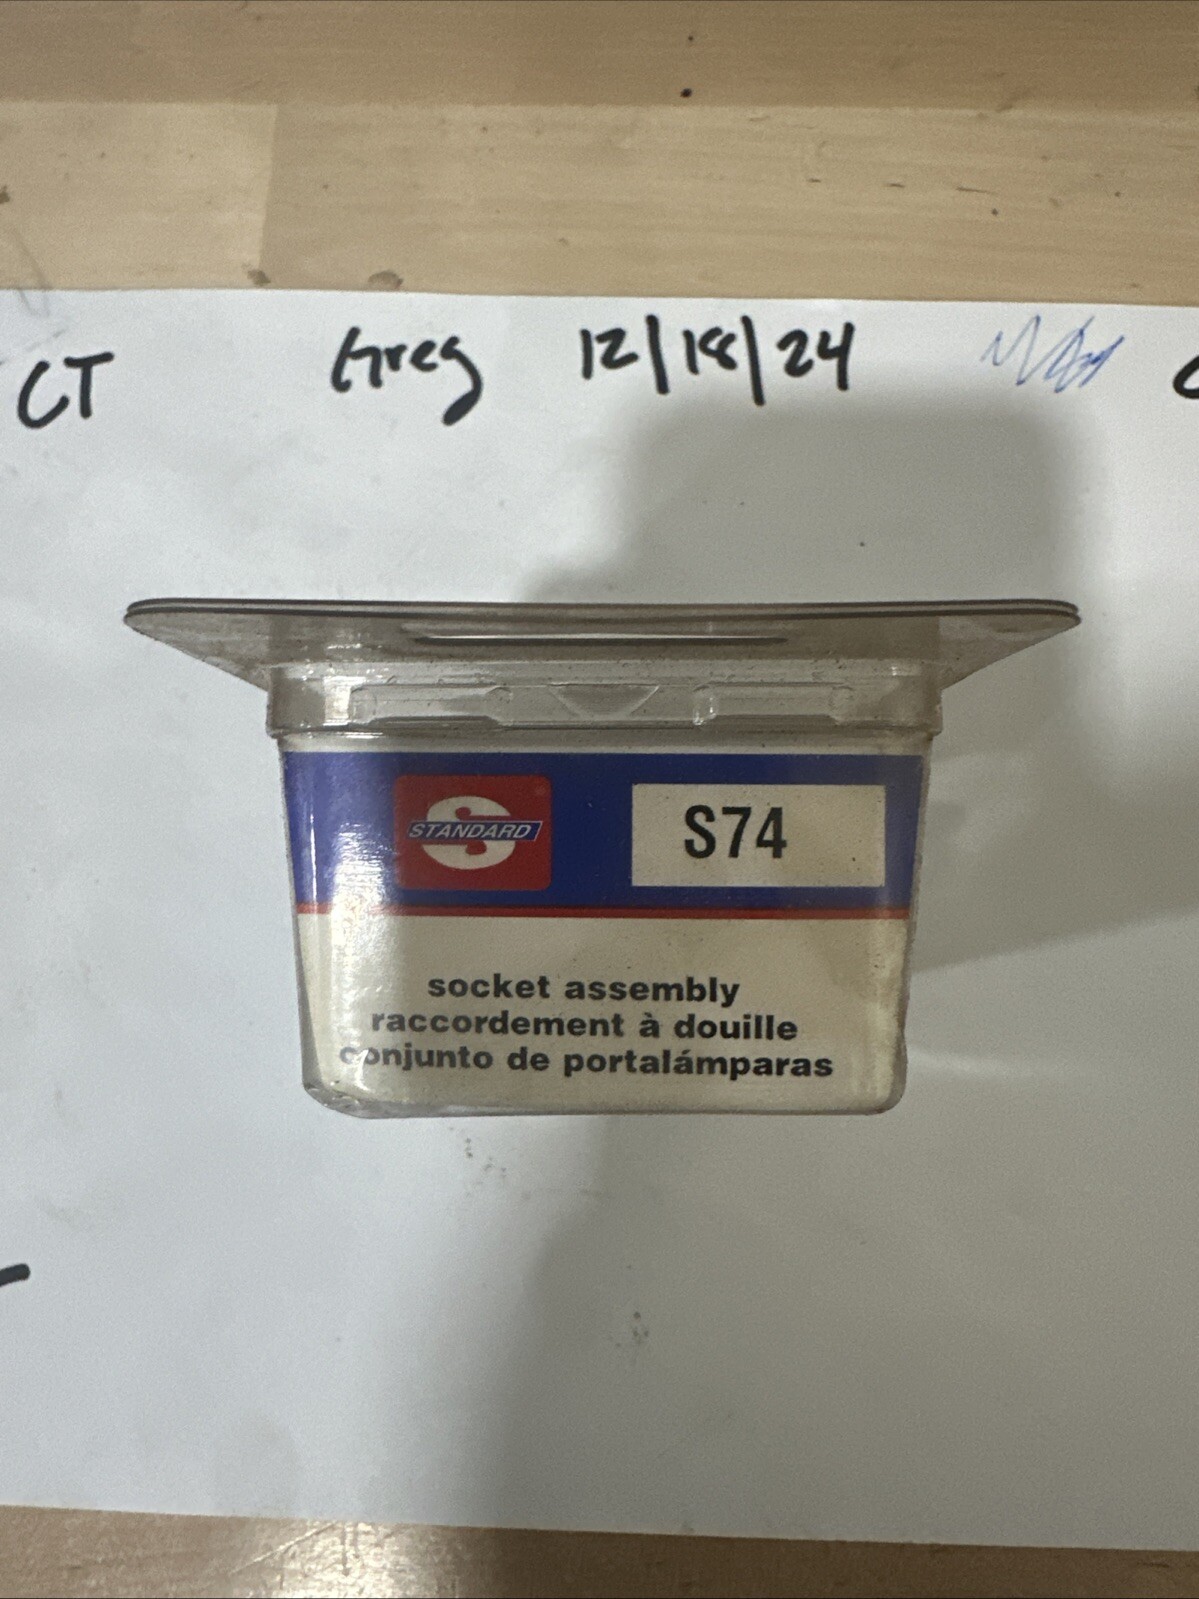 CT Greg 12/18/24
STANDARD
S74
socket assembly
raccordement à douille
conjunto de portalámparas